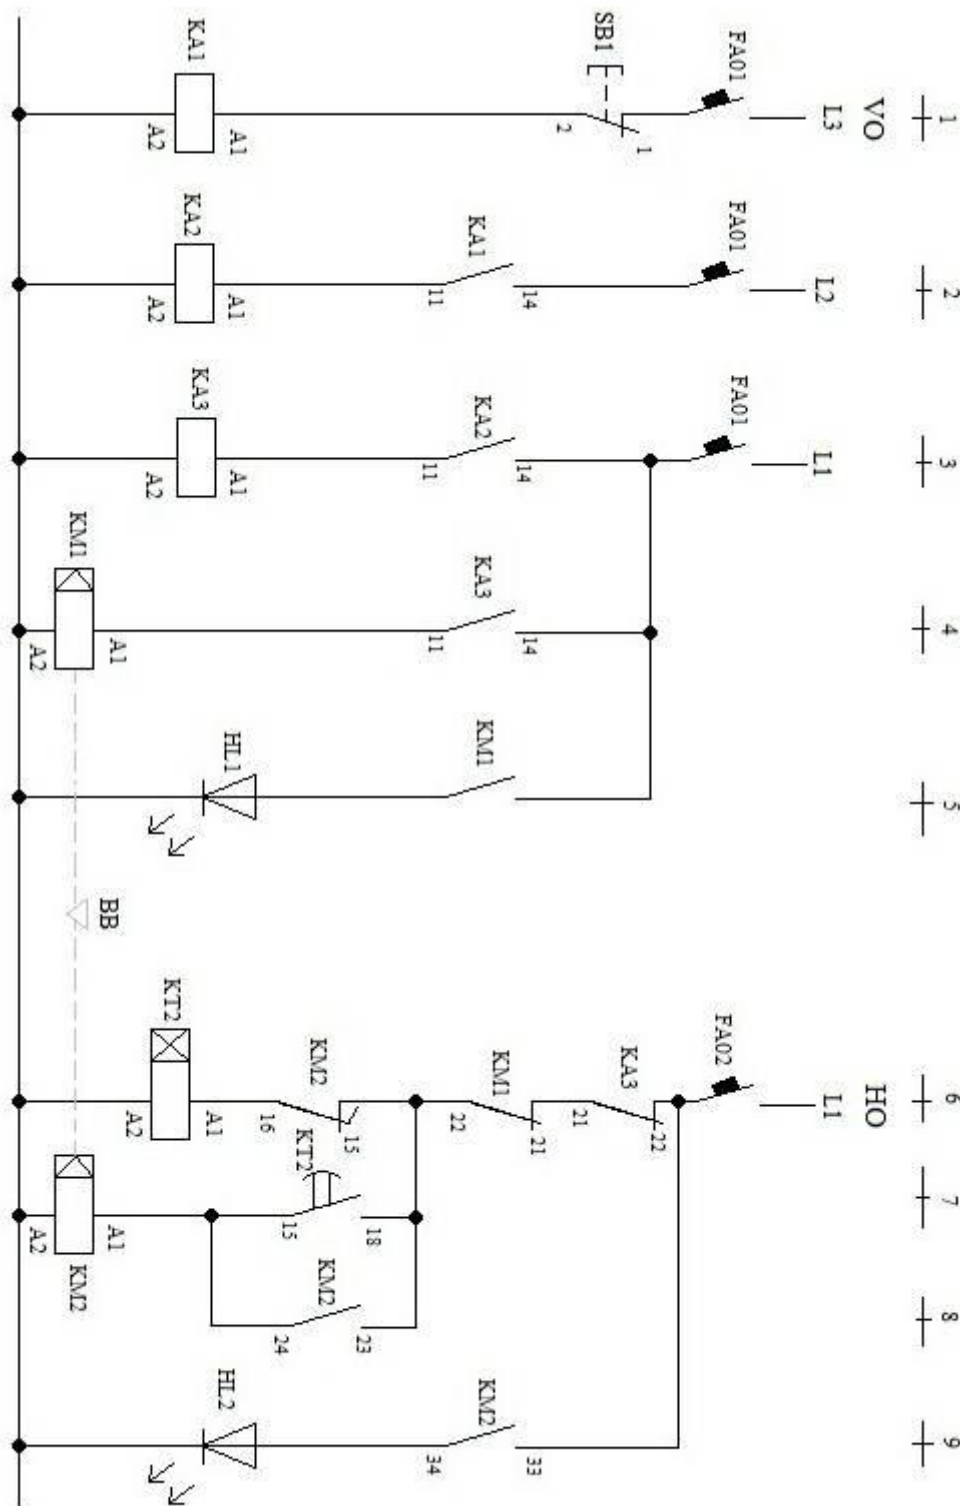 1 2 3 4 5 6 7 8 9
VO HO
L3 L2 L1 L1
FA01 FA01 FA01 FA02
SB1
1
2
KA3
22
21
KM1
21
22
KA1 KA2 KA3 KM1 KM2
14 14 14 33
11 11 11 34
KM2
15
16
KT2
18
15
KM2
23
24
KA1 KA2 KA3 HL1 KT2 HL2
A1 A1 A1 A1
A2 A2 A2 A2
KM1 BB KM2
A1 A1
A2 A2